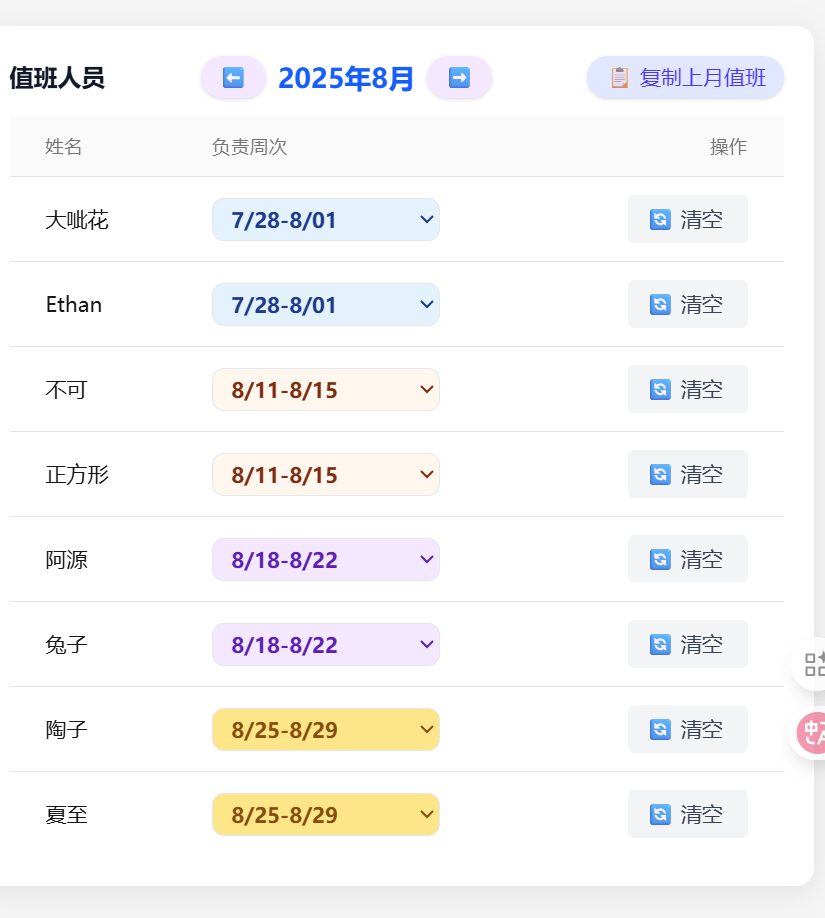 值班人员 ⬅️ 2025年8月 ➡️ 📋 复制上月值班
姓名 负责周次 操作
大呲花 7/28-8/01 🔄 清空
Ethan 7/28-8/01 🔄 清空
不可 8/11-8/15 🔄 清空
正方形 8/11-8/15 🔄 清空
阿源 8/18-8/22 🔄 清空
兔子 8/18-8/22 🔄 清空
陶子 8/25-8/29 🔄 清空
夏至 8/25-8/29 🔄 清空